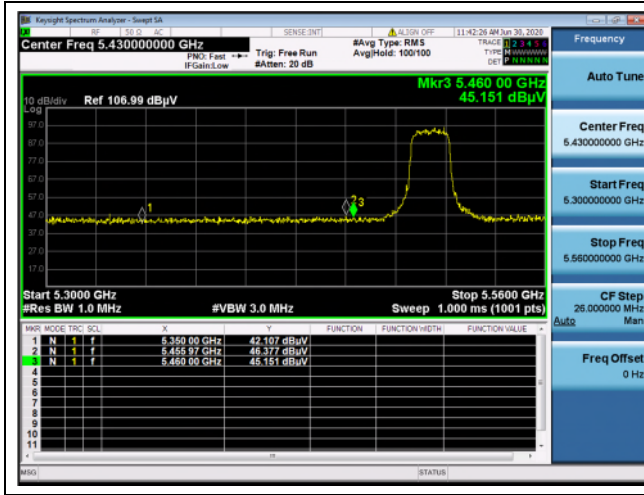 Keysight Spectrum Analyzer - Swept SA
RF 50 Ω AC SENSE:INT ALIGN OFF 11:42:26 AM Jun 30, 2020
Center Freq 5.430000000 GHz #Avg Type: RMS TRACE 1 2 3 4 5 6
PNO: Fast Trig: Free Run Avg|Hold: 100/100 TYPE M W W W W W
IFGain:Low #Atten: 20 dB DET P N N N N N
Mkr3 5.460 00 GHz
45.151 dBµV
10 dB/div Ref 106.99 dBµV
Log
97.0
87.0
77.0
67.0
57.0
47.0
37.0
27.0
17.0
1
2
3
Start 5.3000 GHz Stop 5.5600 GHz
#Res BW 1.0 MHz #VBW 3.0 MHz Sweep 1.000 ms (1001 pts)
MKR MODE TRC SCL X Y FUNCTION FUNCTION WIDTH FUNCTION VALUE
1 N 1 f 5.350 00 GHz 42.107 dBµV
2 N 1 f 5.455 97 GHz 46.377 dBµV
3 N 1 f 5.460 00 GHz 45.151 dBµV
4
5
6
7
8
9
10
11
MSG STATUS
Frequency
Auto Tune
Center Freq
5.430000000 GHz
Start Freq
5.300000000 GHz
Stop Freq
5.560000000 GHz
CF Step
26.000000 MHz
Auto Man
Freq Offset
0 Hz